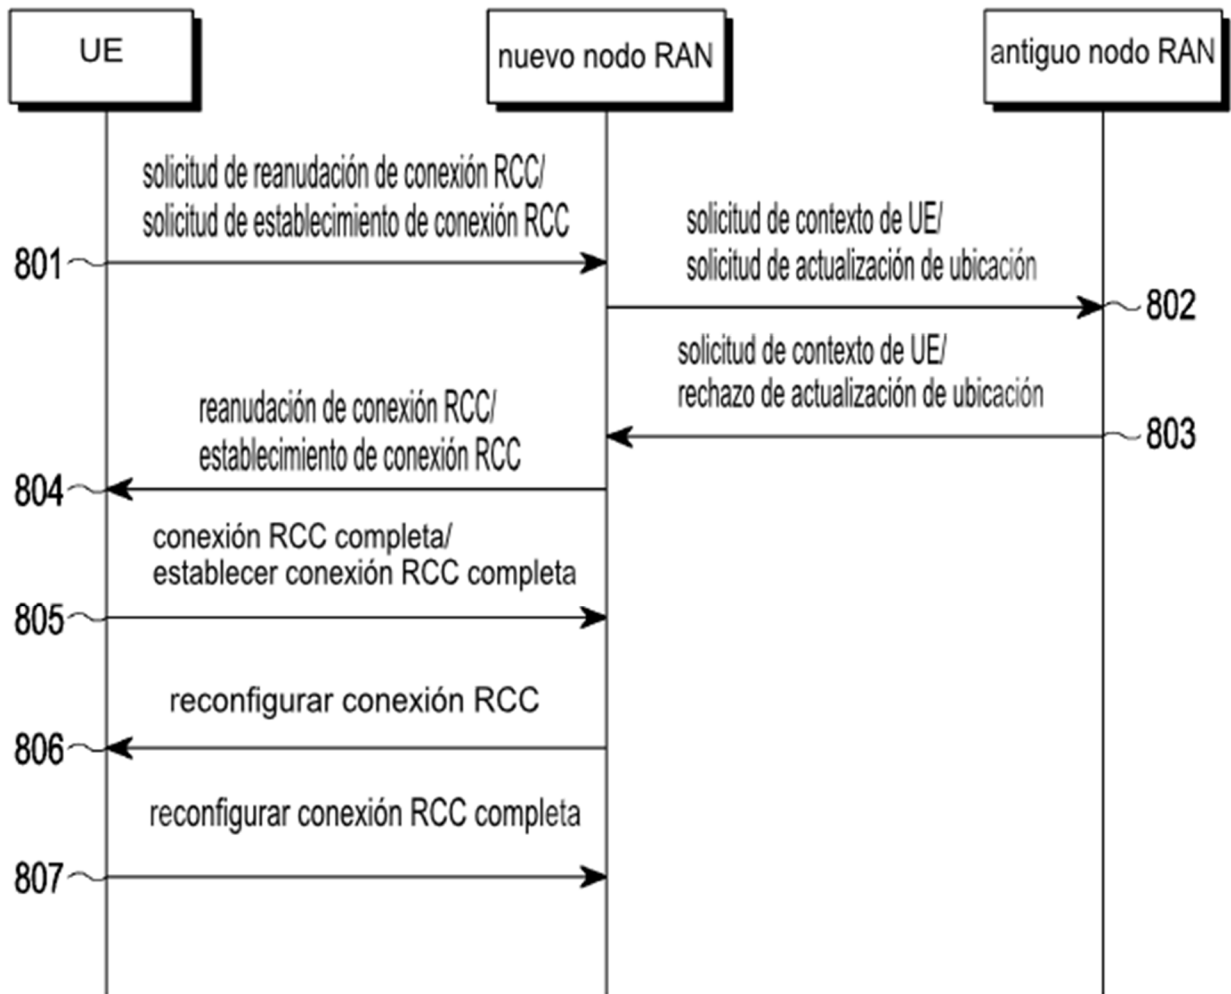 UE
nuevo nodo RAN
antiguo nodo RAN
solicitud de reanudación de conexión RCC/
solicitud de establecimiento de conexión RCC
801
solicitud de contexto de UE/
solicitud de actualización de ubicación
802
solicitud de contexto de UE/
rechazo de actualización de ubicación
803
reanudación de conexión RCC/
establecimiento de conexión RCC
804
conexión RCC completa/
establecer conexión RCC completa
805
reconfigurar conexión RCC
806
reconfigurar conexión RCC completa
807